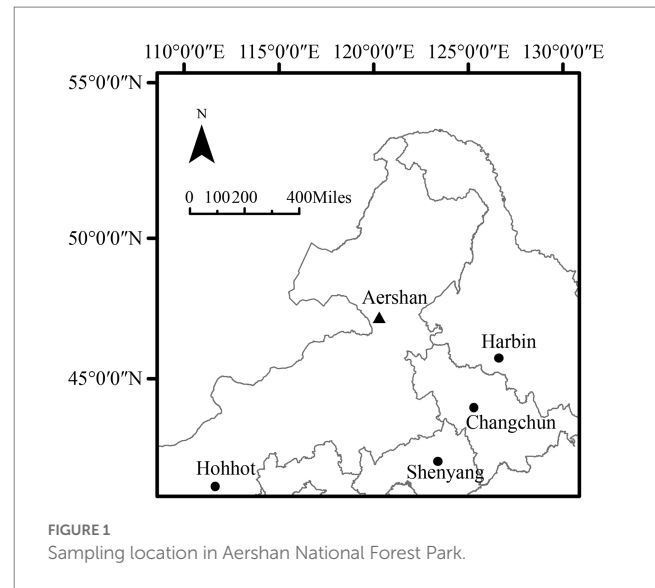 110°0′0″E 115°0′0″E 120°0′0″E 125°0′0″E 130°0′0″E
55°0′0″N
N
0 100 200 400Miles
50°0′0″N
Aershan
Harbin
45°0′0″N
Changchun
Hohhot
Shenyang
FIGURE 1
Sampling location in Aershan National Forest Park.